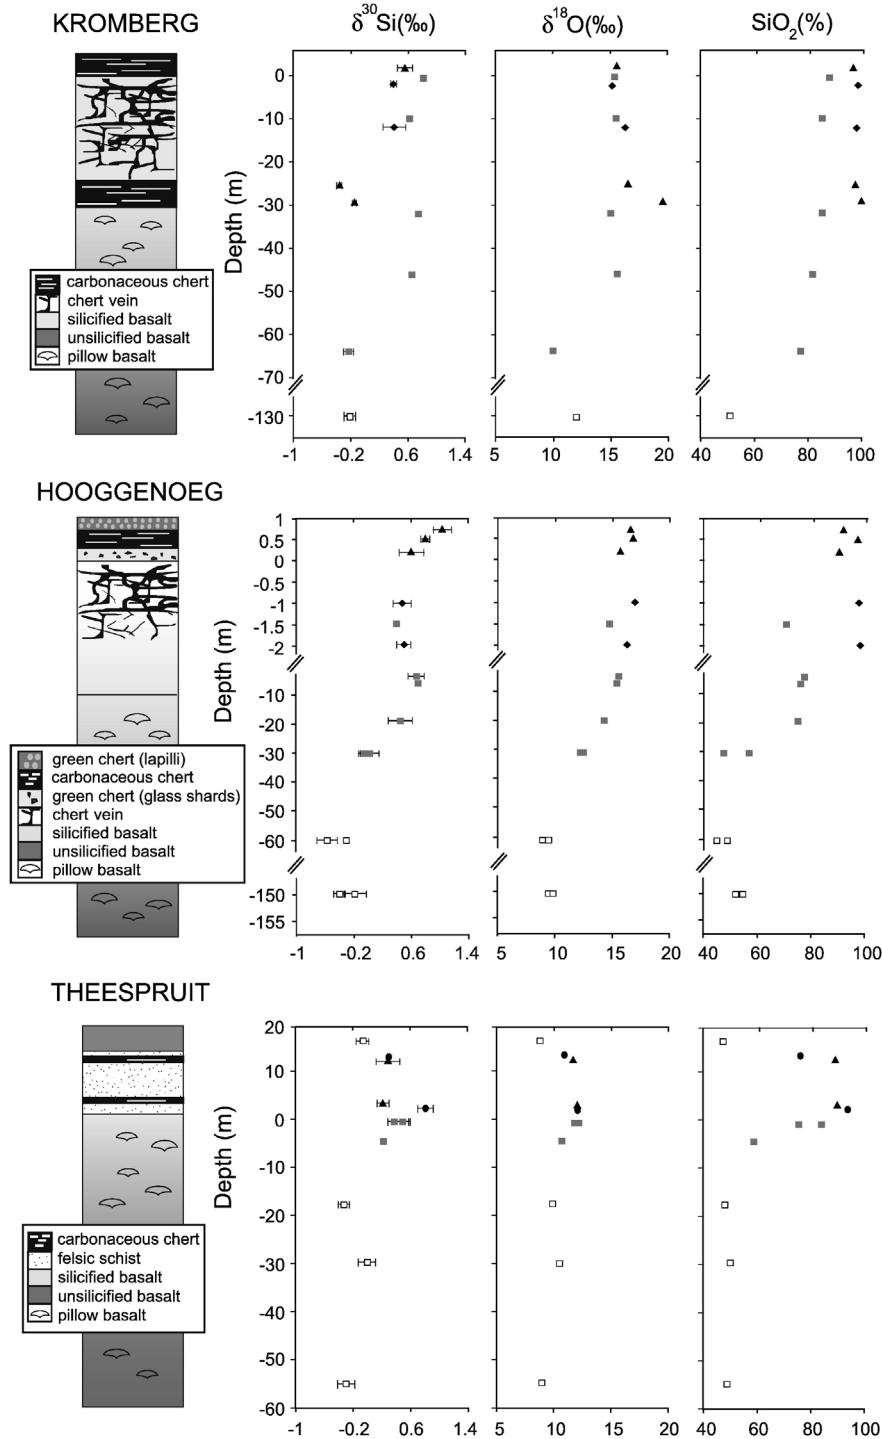 KROMBERG
δ30Si(‰)
δ18O(‰)
SiO2(%)
Depth (m)
0
-10
-20
-30
-40
-50
-60
-70
-130
-1
-0.2
0.6
1.4
5
10
15
20
40
60
80
100
carbonaceous chert
chert vein
silicified basalt
unsilicified basalt
pillow basalt
HOOGGENOEG
Depth (m)
1
0.5
0
-0.5
-1
-1.5
-2
-10
-20
-30
-40
-50
-60
-150
-155
-1
-0.2
0.6
1.4
5
10
15
20
40
60
80
100
green chert (lapilli)
carbonaceous chert
green chert (glass shards)
chert vein
silicified basalt
unsilicified basalt
pillow basalt
THEESPRUIT
Depth (m)
20
10
0
-10
-20
-30
-40
-50
-60
-1
-0.2
0.6
1.4
5
10
15
20
40
60
80
100
carbonaceous chert
felsic schist
silicified basalt
unsilicified basalt
pillow basalt